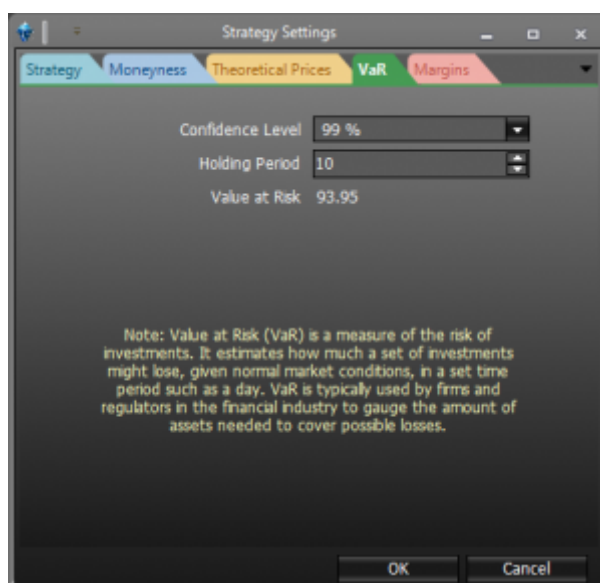 Strategy Settings
Strategy Moneyness Theoretical Prices VaR Margins
Confidence Level 99 %
Holding Period 10
Value at Risk 93.95
Note: Value at Risk (VaR) is a measure of the risk of
investments. It estimates how much a set of investments
might lose, given normal market conditions, in a set time
period such as a day. VaR is typically used by firms and
regulators in the financial industry to gauge the amount of
assets needed to cover possible losses.
OK Cancel